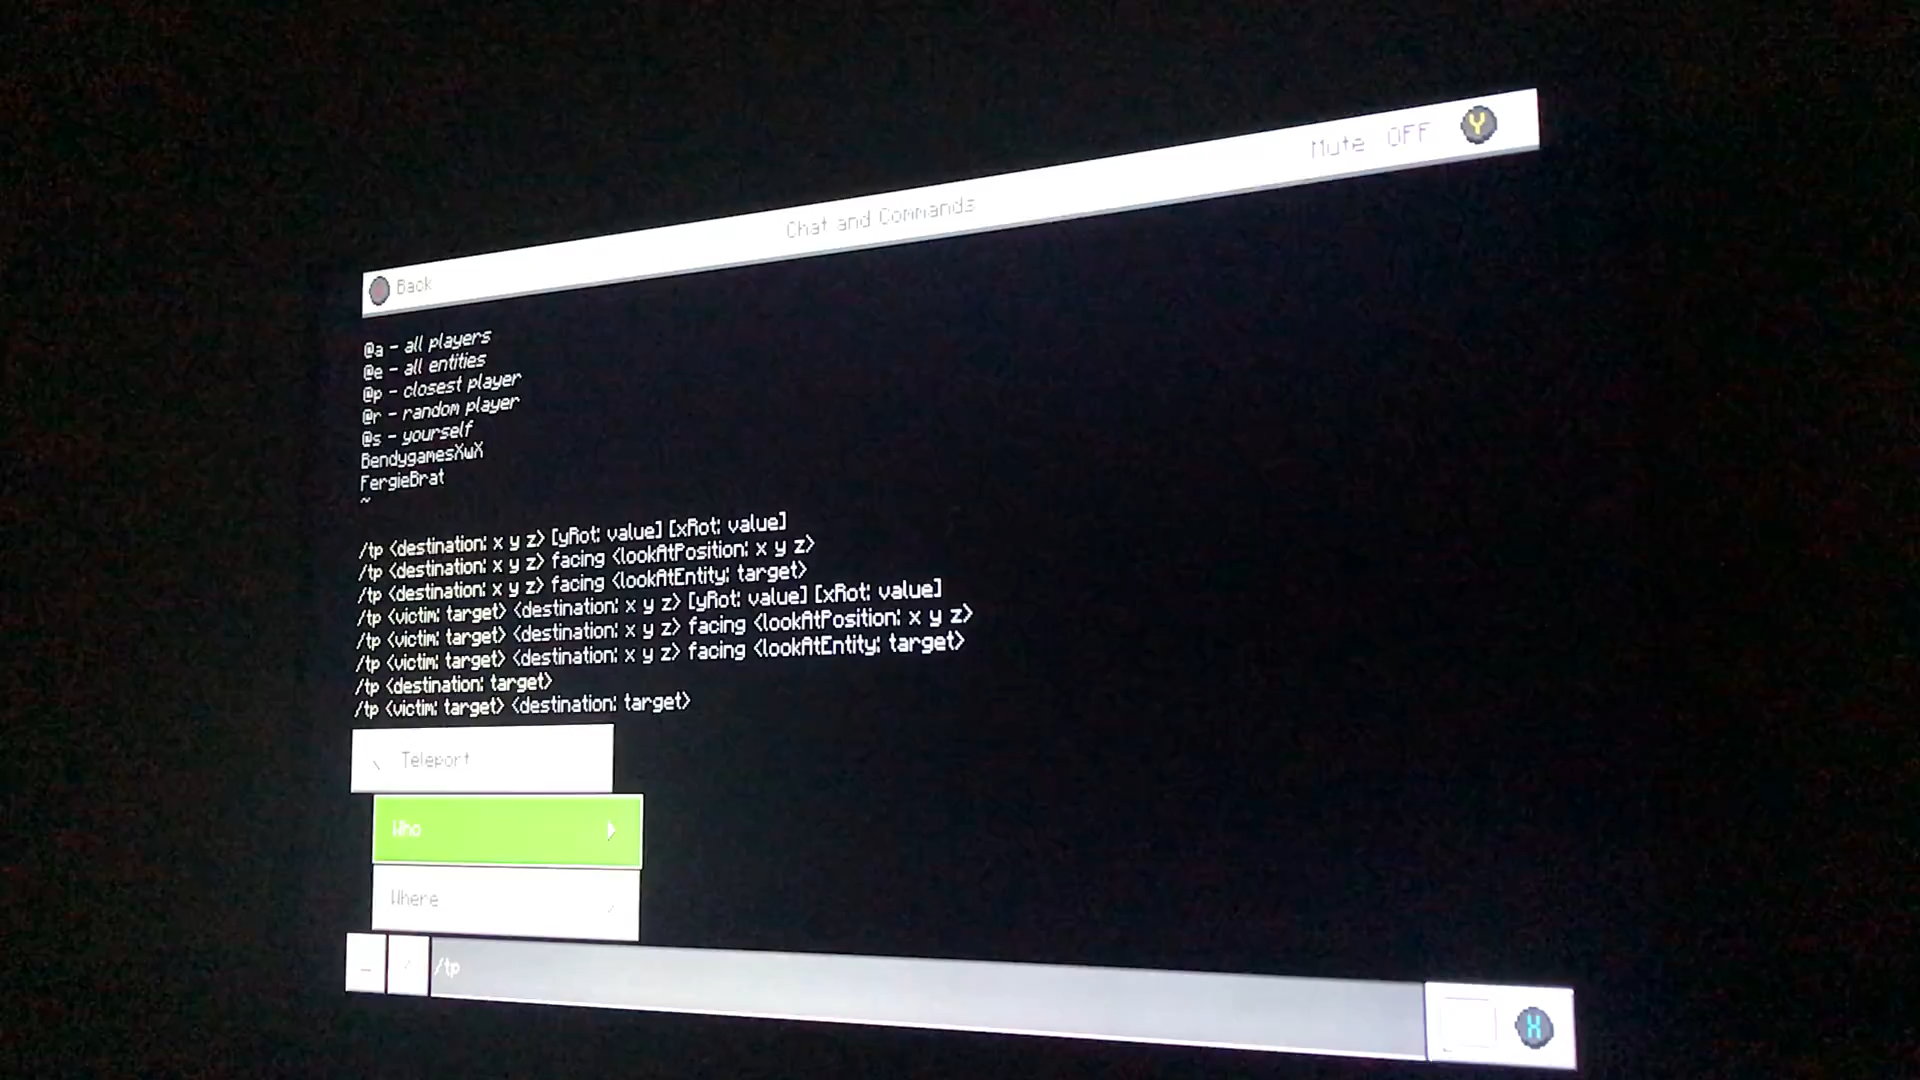 Mute OFF Y
Chat and Commands
Back
@a - all players
@e - all entities
@p - closest player
@r - random player
@s - yourself
BendygamesXwX
FergieBrat
~
/tp <destination: x y z> [yRot: value] [xRot: value]
/tp <destination: x y z> facing <lookAtPosition: x y z>
/tp <destination: x y z> facing <lookAtEntity: target>
/tp <victim: target> <destination: x y z> [yRot: value] [xRot: value]
/tp <victim: target> <destination: x y z> facing <lookAtPosition: x y z>
/tp <victim: target> <destination: x y z> facing <lookAtEntity: target>
/tp <destination: target>
/tp <victim: target> <destination: target>
Teleport
Who
Where
/tp
X